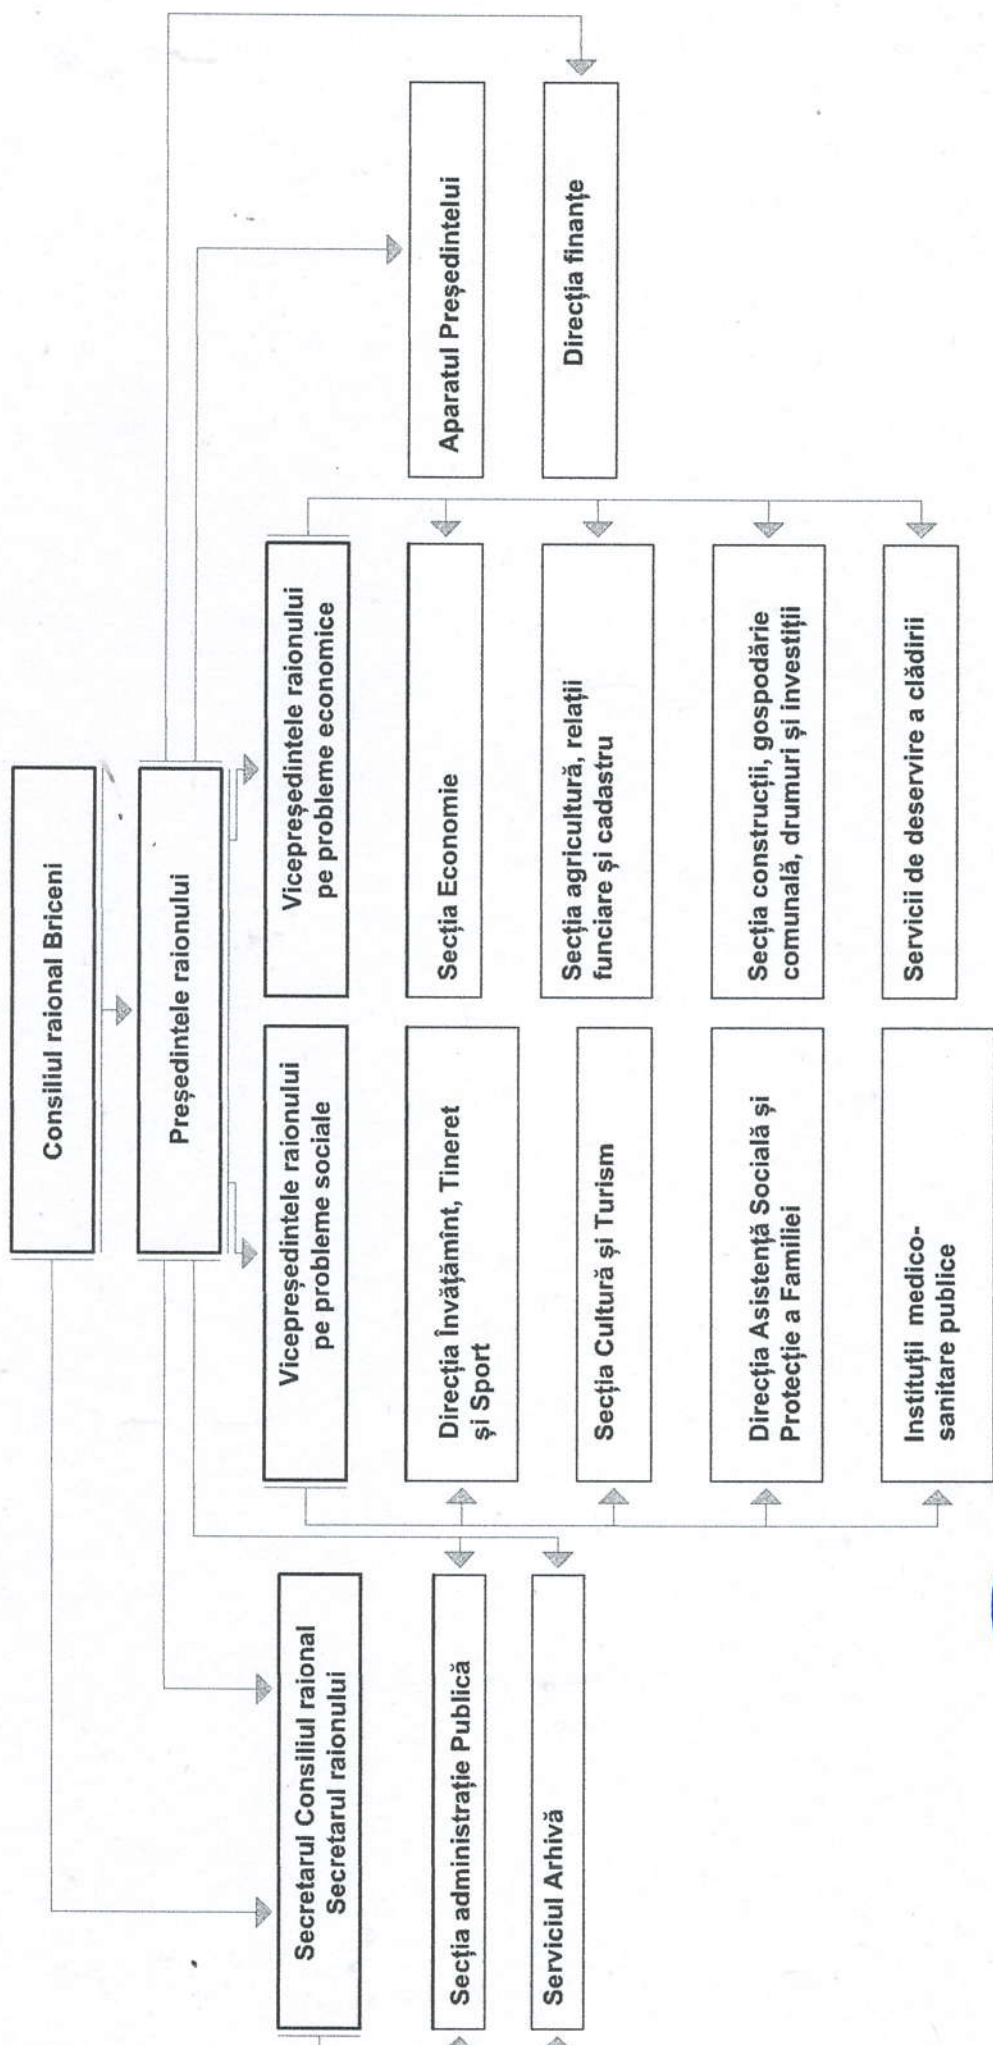 Consiliul raional Briceni
Președintele raionului
Secretarul Consiliul raional
Secretarul raionului
Vicepreședintele raionului
pe probleme sociale
Vicepreședintele raionului
pe probleme economice
Aparatul Președintelui
Direcția finanțe
Secția administrație Publică
Serviciul Arhivă
Direcția Învățămînt, Tineret
și Sport
Secția Cultură și Turism
Direcția Asistență Socială și
Protecție a Familiei
Instituții medico-
sanitare publice
Secția Economie
Secția agricultură, relații
funciare și cadastru
Secția construcții, gospodărie
comunală, drumuri și investiții
Servicii de deservire a clădirii